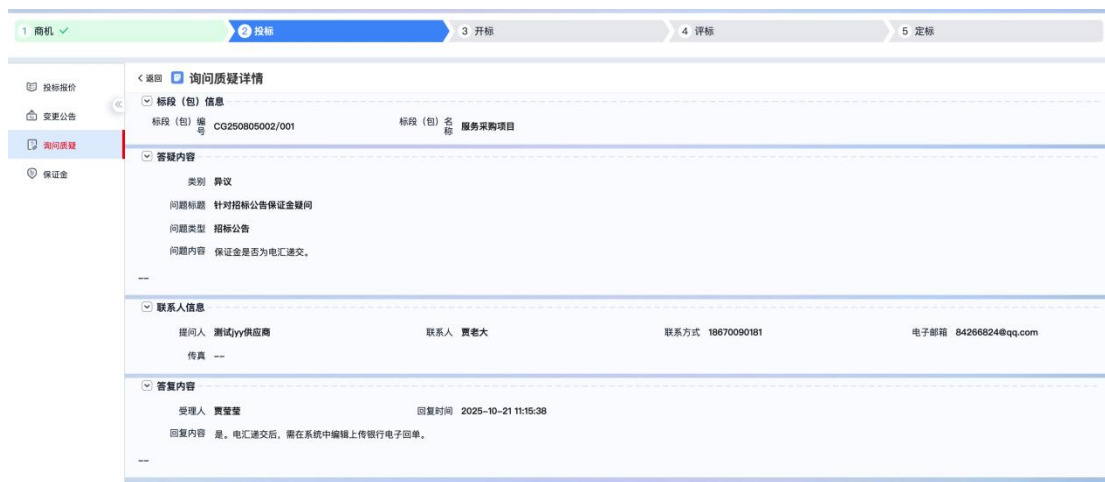 1 商机
2 投标
3 开标
4 评标
5 定标
投标报价
变更公告
询问质疑
保证金
返回 询问质疑详情
标段（包）信息
标段（包）编号 CG250805002/001 标段（包）名称 服务采购项目
答疑内容
类别 异议
问题标题 针对招标公告保证金疑问
问题类型 招标公告
问题内容 保证金是否为电汇递交。
--
联系人信息
提问人 测试jyy供应商 联系人 贾老大 联系方式 18670090181 电子邮箱 84266824@qq.com
传真 --
答复内容
受理人 贾莹莹 回复时间 2025-10-21 11:15:38
回复内容 是。电汇递交后，需在系统中编辑上传银行电子回单。
--